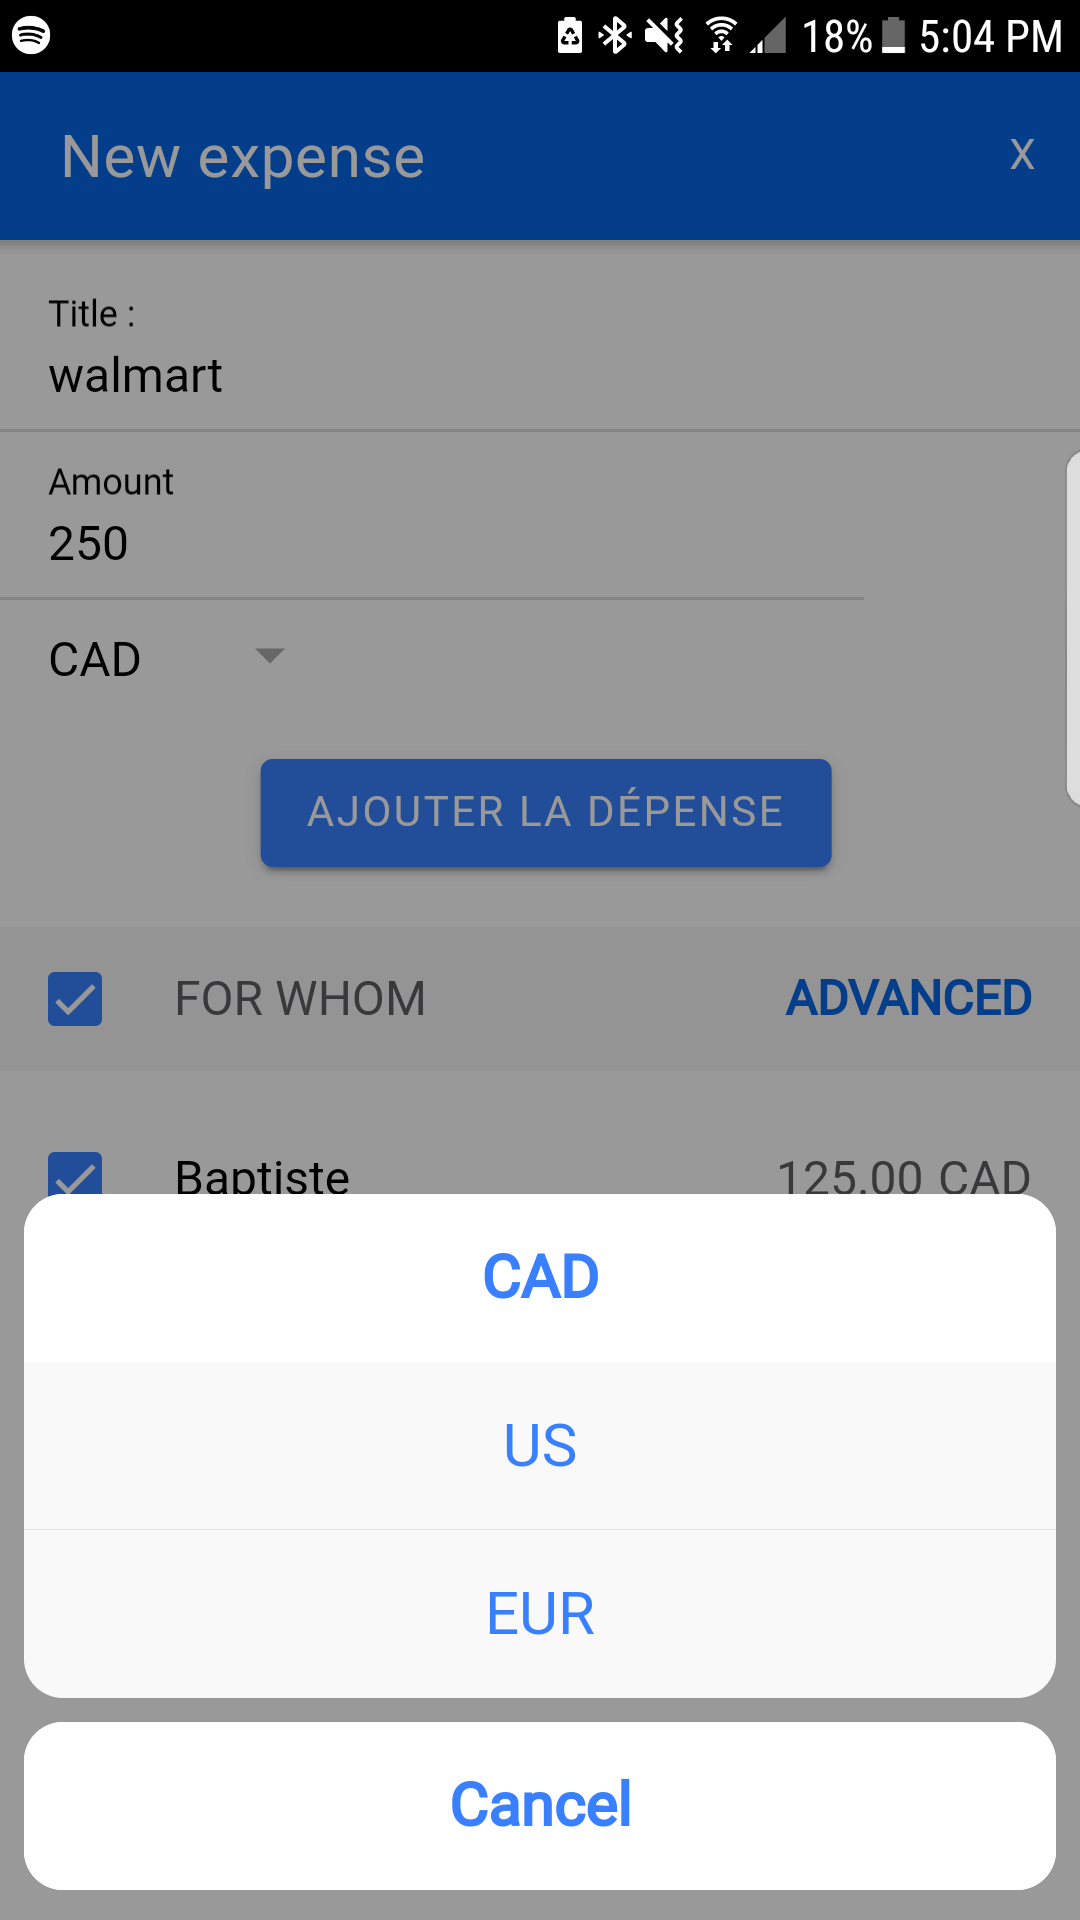 18% 5:04 PM
New expense X
Title :
walmart
Amount
250
CAD
AJOUTER LA DÉPENSE
FOR WHOM ADVANCED
Baptiste 125.00 CAD
CAD
US
EUR
Cancel